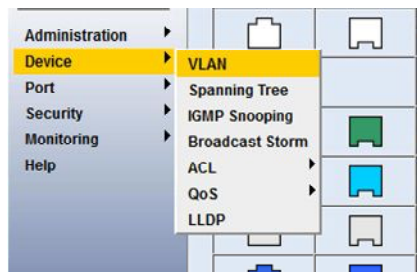 Administration
Device
Port
Security
Monitoring
Help
VLAN
Spanning Tree
IGMP Snooping
Broadcast Storm
ACL
QoS
LLDP